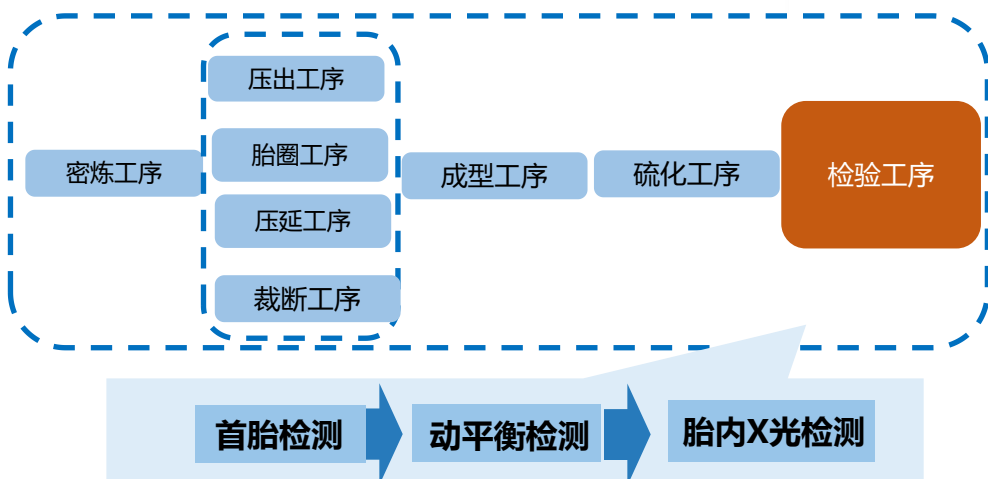 密炼工序
压出工序
胎圈工序
压延工序
裁断工序
成型工序
硫化工序
检验工序
首胎检测
动平衡检测
胎内X光检测